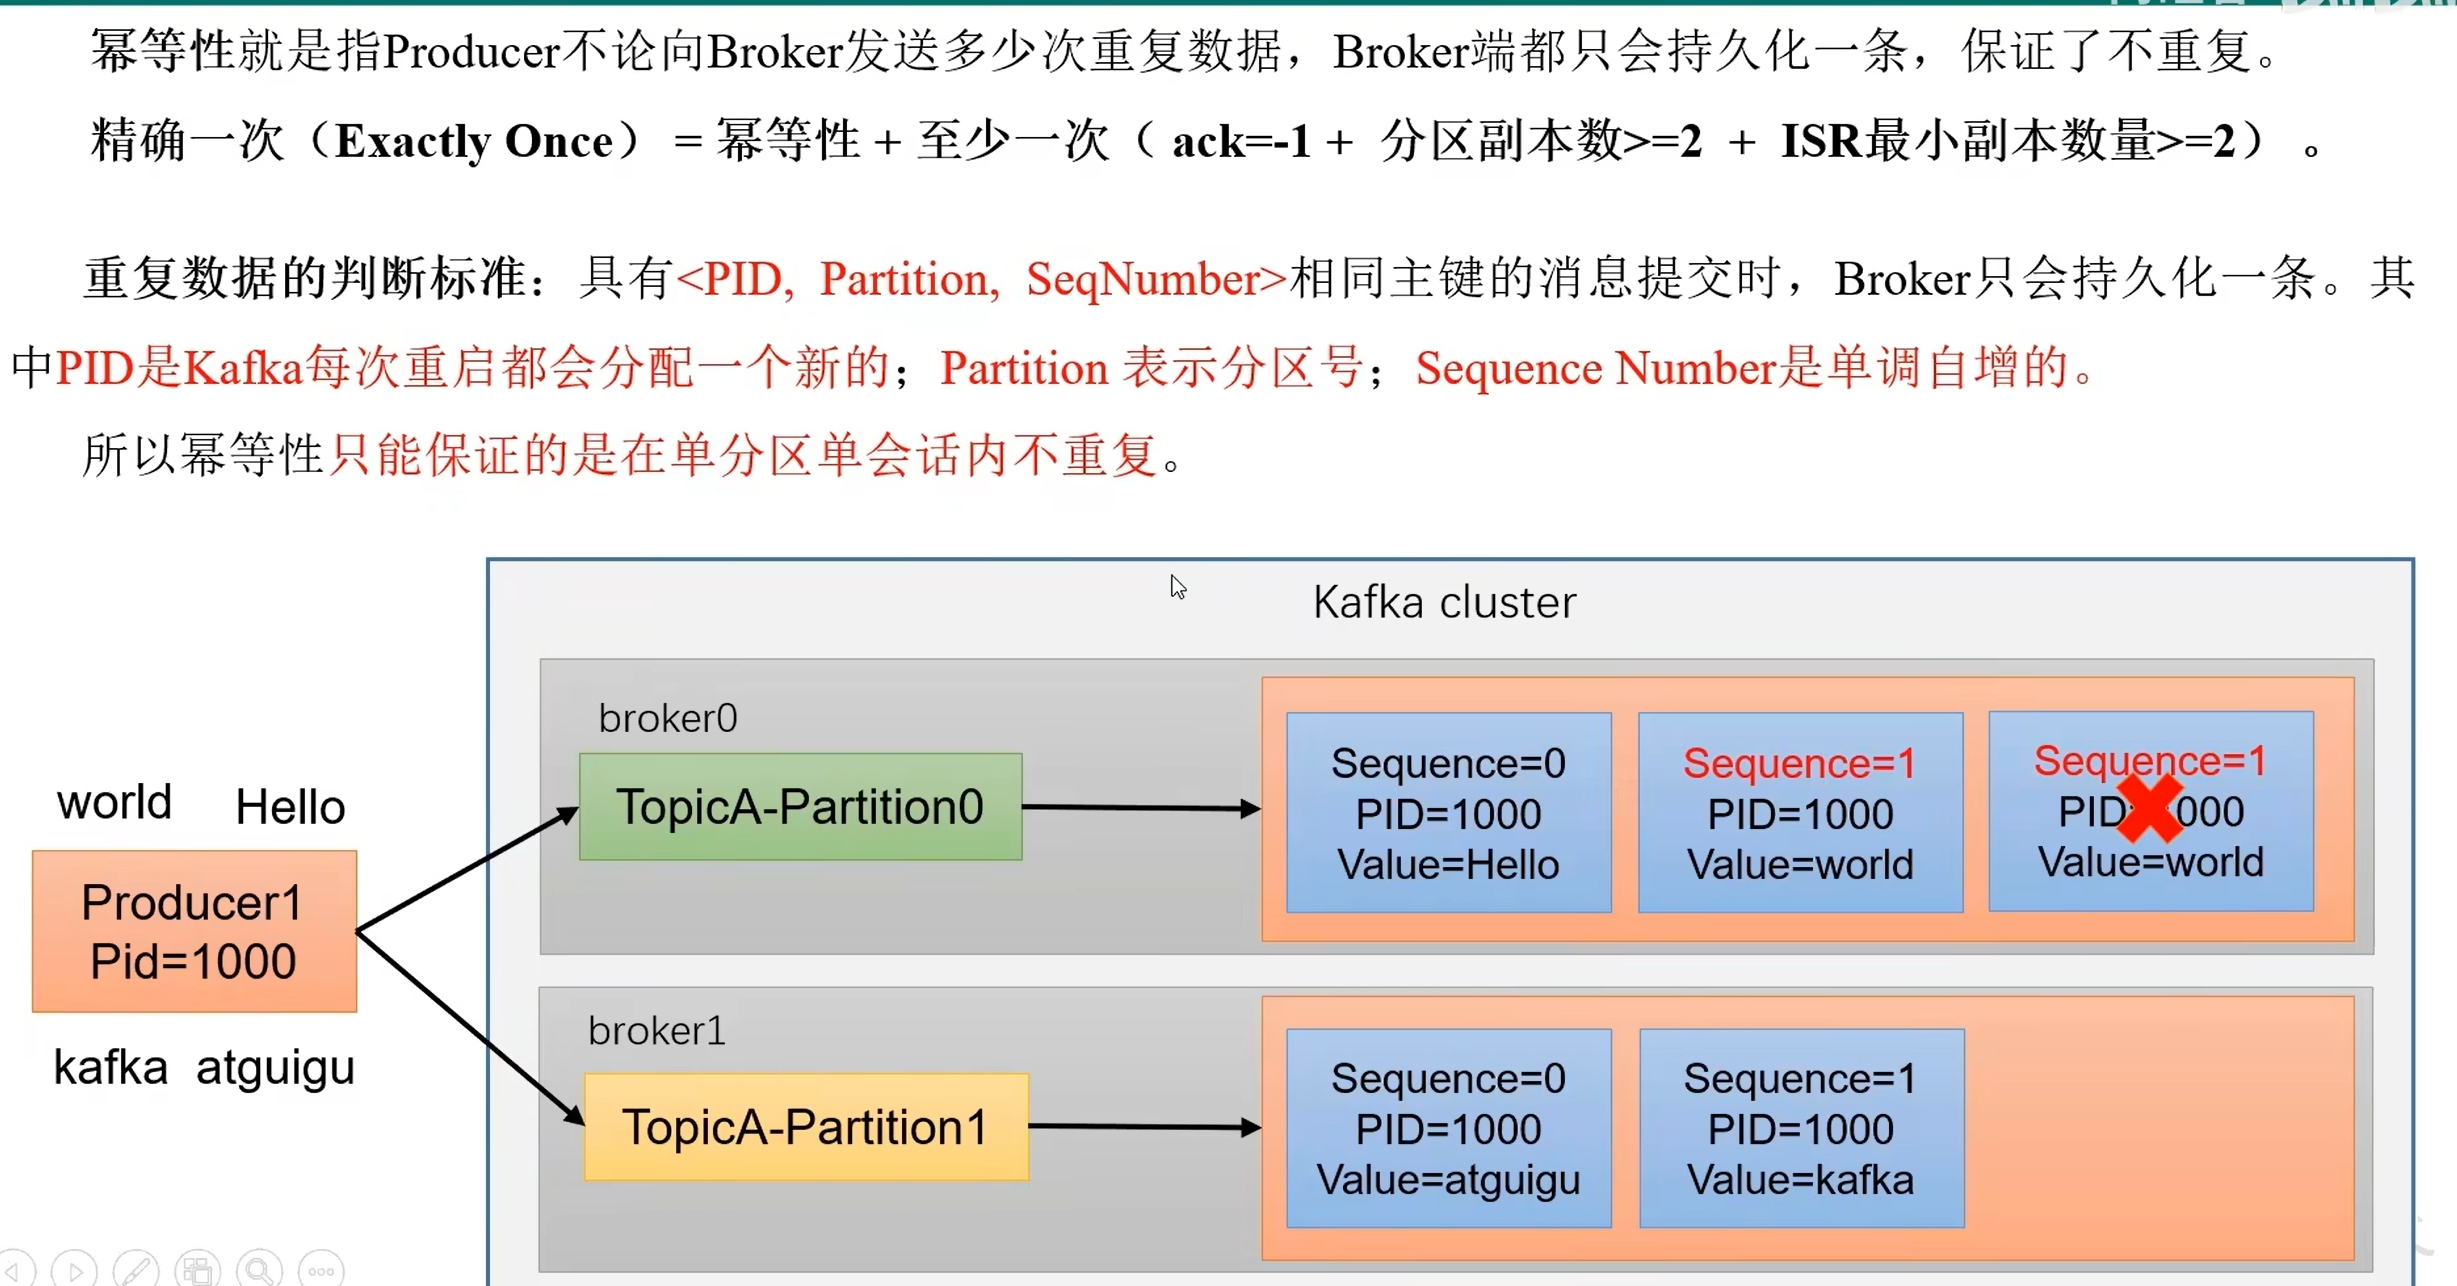 幂等性就是指Producer不论向Broker发送多少次重复数据，Broker端都只会持久化一条，保证了不重复。
精确一次（Exactly Once） = 幂等性 + 至少一次（ ack=-1 + 分区副本数>=2 + ISR最小副本数量>=2） 。
重复数据的判断标准：具有<PID, Partition, SeqNumber>相同主键的消息提交时，Broker只会持久化一条。其
中PID是Kafka每次重启都会分配一个新的；Partition 表示分区号；Sequence Number是单调自增的。
所以幂等性只能保证的是在单分区单会话内不重复。
Kafka cluster
world Hello
Producer1
Pid=1000
kafka atguigu
broker0
TopicA-Partition0
Sequence=0
PID=1000
Value=Hello
Sequence=1
PID=1000
Value=world
Sequence=1
PID=1000
Value=world
broker1
TopicA-Partition1
Sequence=0
PID=1000
Value=atguigu
Sequence=1
PID=1000
Value=kafka